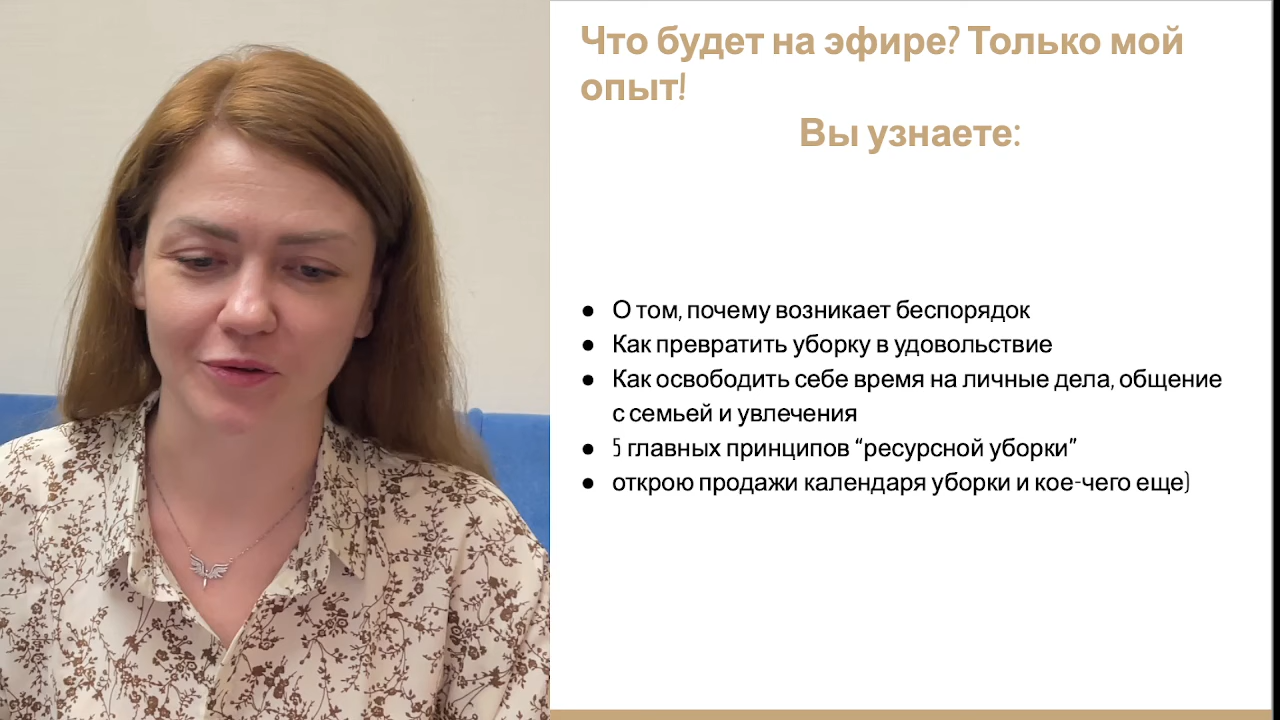 Что будет на эфире? Только мой
опыт!
Вы узнаете:
● О том, почему возникает беспорядок
● Как превратить уборку в удовольствие
● Как освободить себе время на личные дела, общение
с семьей и увлечения
● 5 главных принципов “ресурсной уборки”
● открою продажи календаря уборки и кое-чего еще)